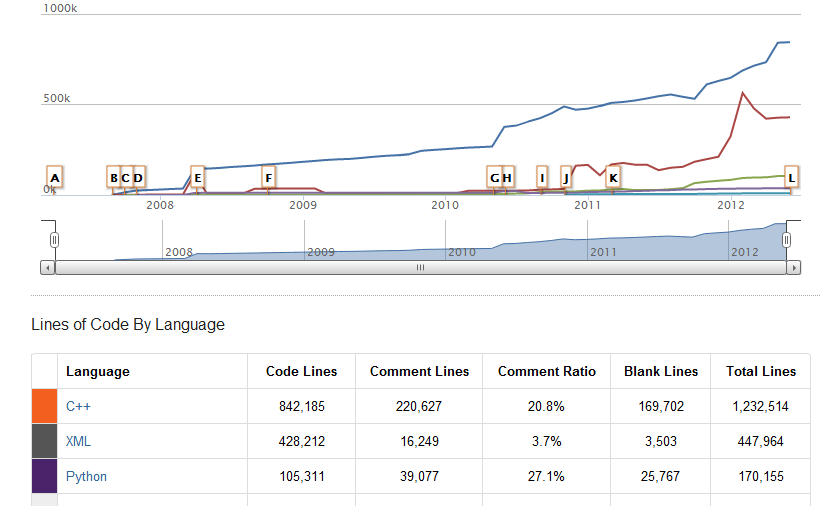 1000k
500k
0k
A B C D E F G H I J K L
2008 2009 2010 2011 2012
2008 2009 2010 2011 2012
Lines of Code By Language
Language Code Lines Comment Lines Comment Ratio Blank Lines Total Lines
C++ 842,185 220,627 20.8% 169,702 1,232,514
XML 428,212 16,249 3.7% 3,503 447,964
Python 105,311 39,077 27.1% 25,767 170,155